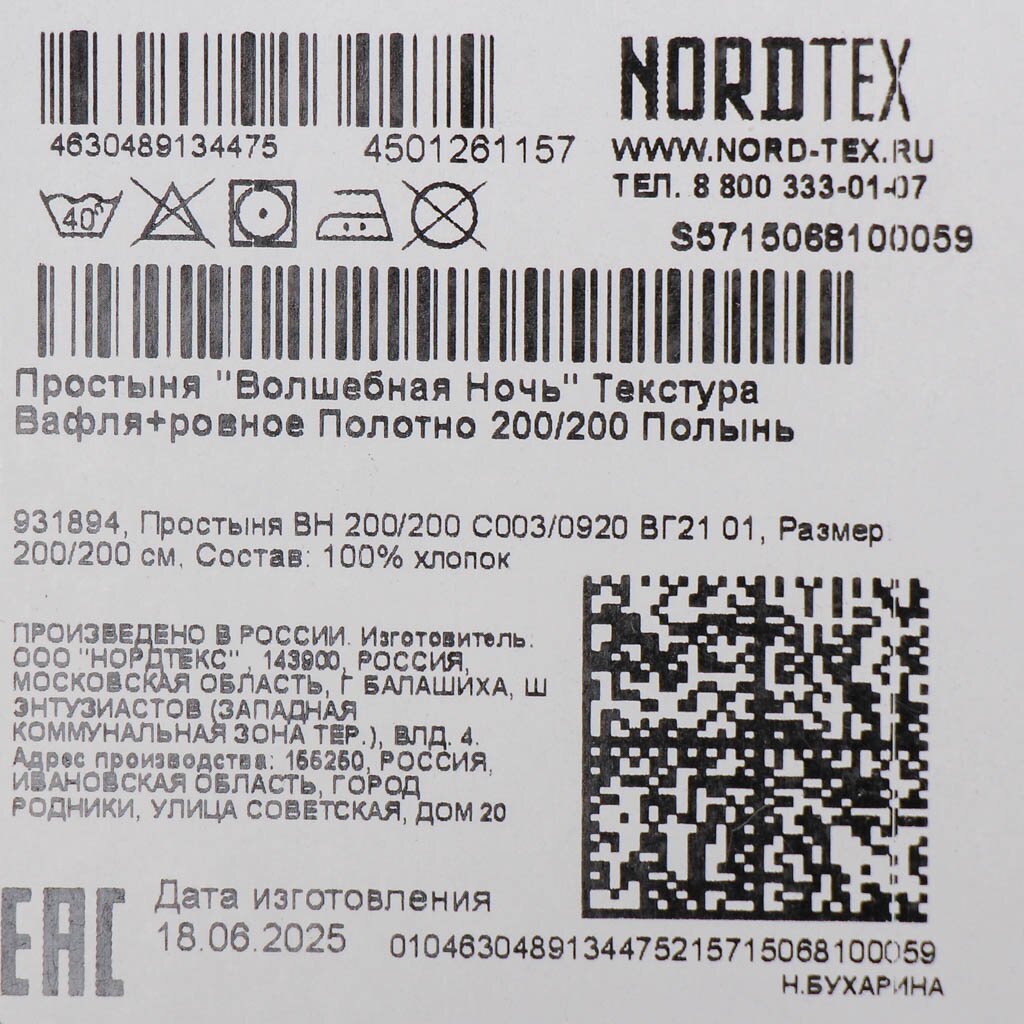 NORDTEX
4630489134475 4501261157
WWW.NORD-TEX.RU
ТЕЛ. 8 800 333-01-07
40°
S5715068100059
Простыня "Волшебная Ночь" Текстура
Вафля+ровное Полотно 200/200 Полынь
931894, Простыня ВН 200/200 С003/0920 ВГ21 01, Размер
200/200 см, Состав: 100% хлопок
ПРОИЗВЕДЕНО В РОССИИ. Изготовитель:
ООО "НОРДТЕКС" , 143900, РОССИЯ,
МОСКОВСКАЯ ОБЛАСТЬ, Г БАЛАШИХА, Ш
ЭНТУЗИАСТОВ (ЗАПАДНАЯ
КОММУНАЛЬНАЯ ЗОНА ТЕР.), ВЛД. 4.
Адрес производства: 155250, РОССИЯ,
ИВАНОВСКАЯ ОБЛАСТЬ, ГОРОД
РОДНИКИ, УЛИЦА СОВЕТСКАЯ, ДОМ 20
EAC
Дата изготовления
18.06.2025
0104630489134475215715068100059
Н.БУХАРИНА